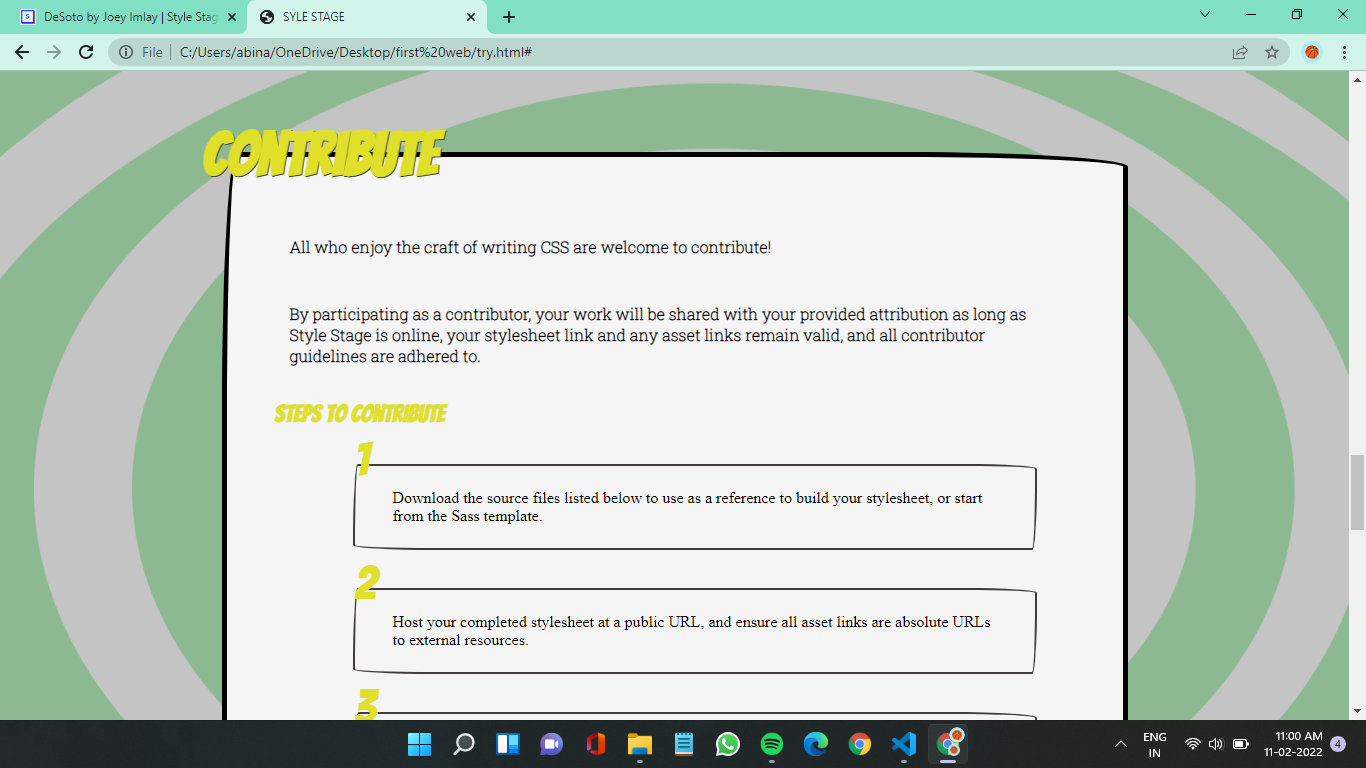 DeSoto by Joey Imlay | Style Stag
SYLE STAGE
File
C:/Users/abina/OneDrive/Desktop/first%20web/try.html#
CONTRIBUTE
All who enjoy the craft of writing CSS are welcome to contribute!
By participating as a contributor, your work will be shared with your provided attribution as long as
Style Stage is online, your stylesheet link and any asset links remain valid, and all contributor
guidelines are adhered to.
STEPS TO CONTRIBUTE
1
Download the source files listed below to use as a reference to build your stylesheet, or start
from the Sass template.
2
Host your completed stylesheet at a public URL, and ensure all asset links are absolute URLs
to external resources.
3
ENG
IN
11:00 AM
11-02-2022
4